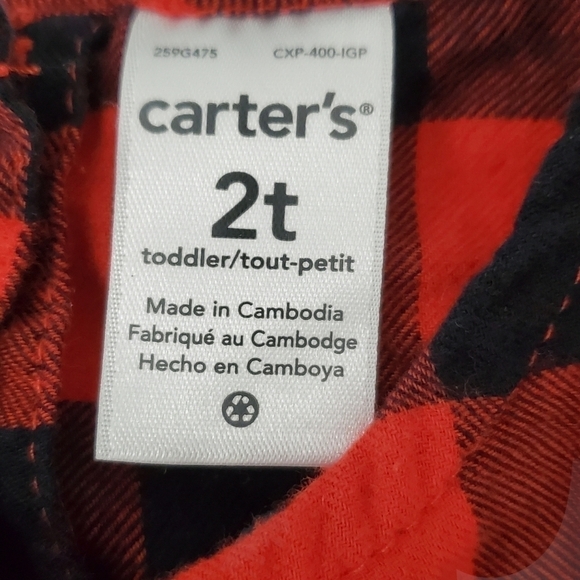 259G475 CXP-400-IGP
carter's®
2t
toddler/tout-petit
Made in Cambodia
Fabriqué au Cambodge
Hecho en Camboya